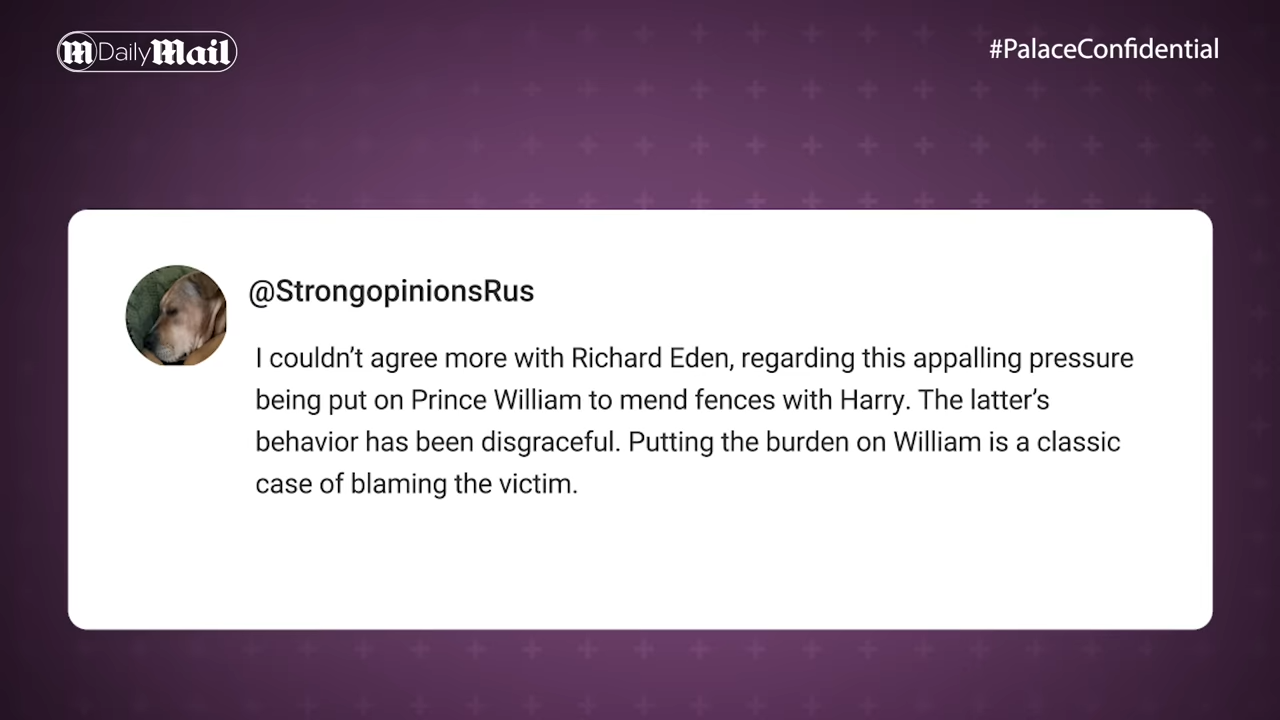 DailyMail
#PalaceConfidential
@StrongopinionsRus
I couldn’t agree more with Richard Eden, regarding this appalling pressure
being put on Prince William to mend fences with Harry. The latter’s
behavior has been disgraceful. Putting the burden on William is a classic
case of blaming the victim.